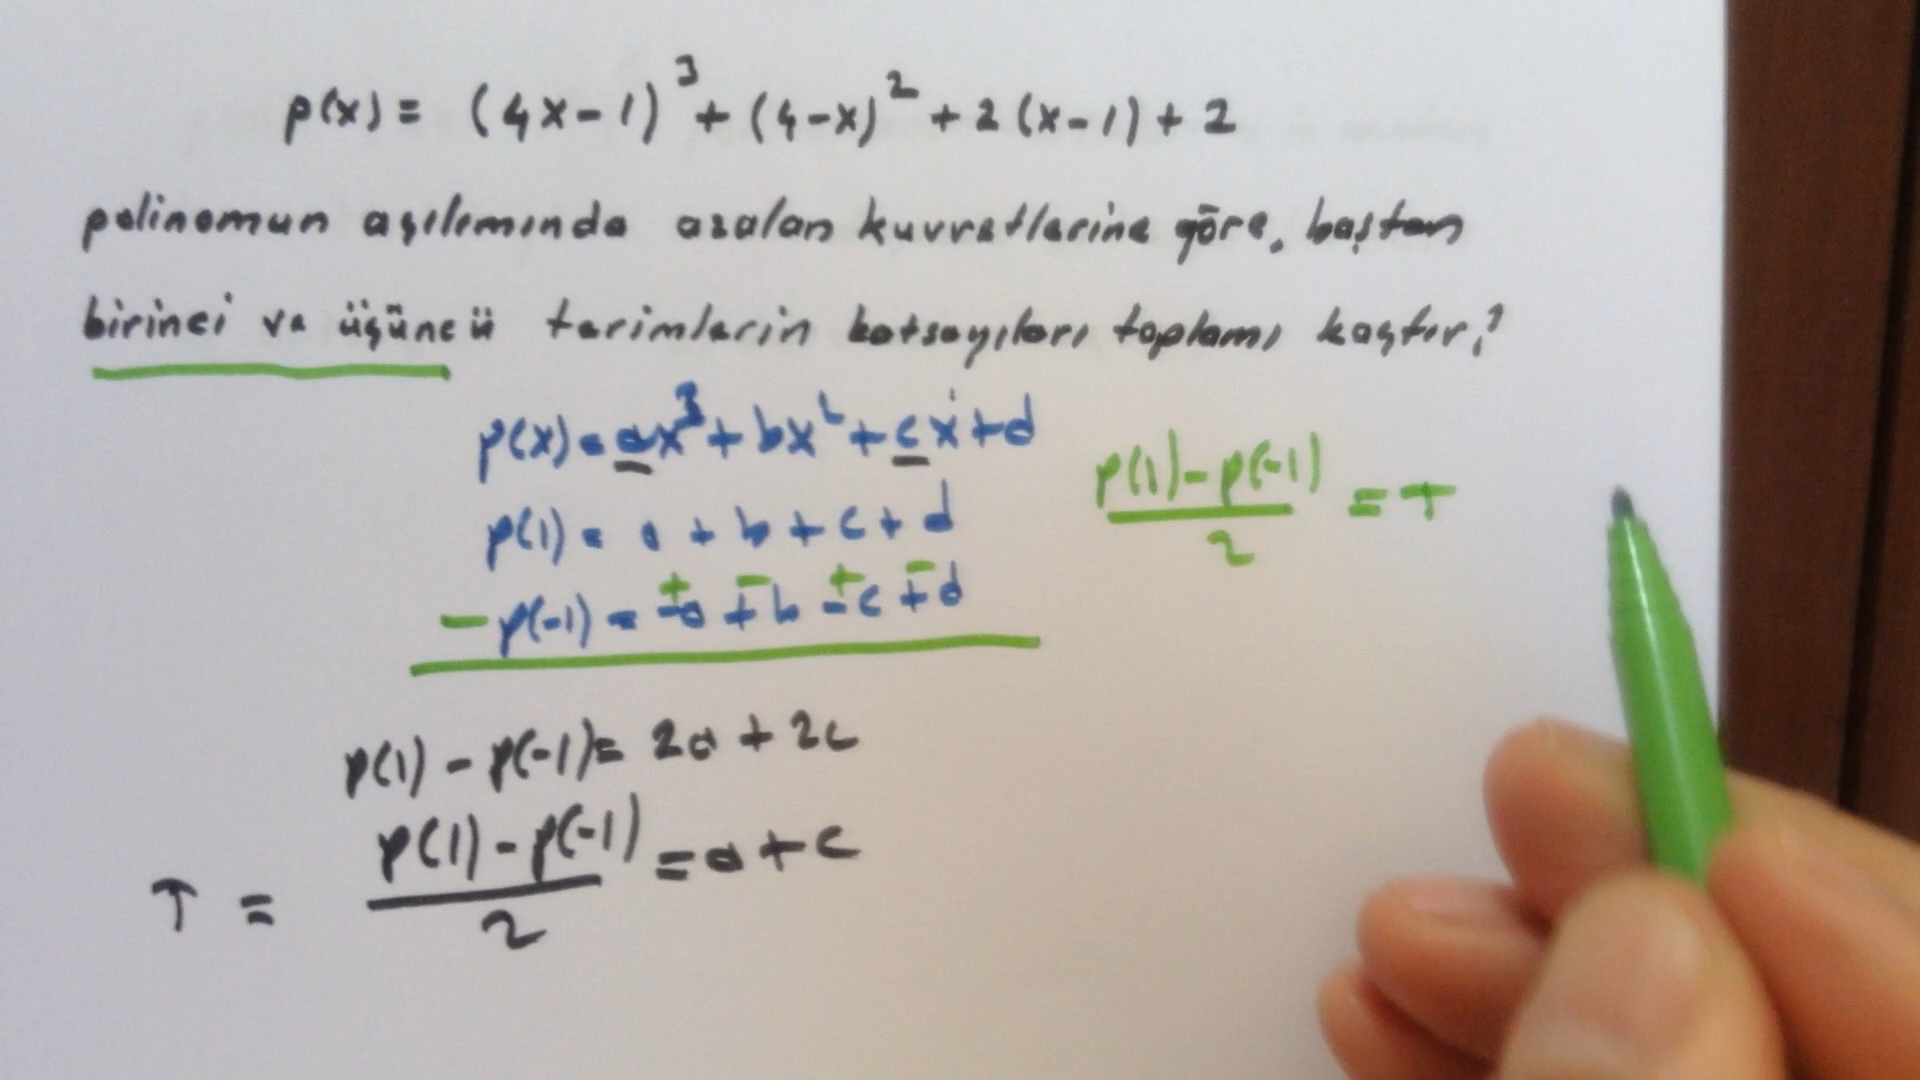 p(x) = (4x-1)³ + (4-x)² + 2(x-1) + 2
polinomun açılımında azalan kuvvetlerine göre, baştan
birinci ve üçüncü terimlerin katsayıları toplamı kaçtır?
p(x) = ax³ + bx² + cx¹ + d
p(1) = a + b + c + d
p(1) - p(-1) / 2 = T
- p(-1) = -a + b - c + d
+ - + -
p(1) - p(-1) = 2a + 2c
T = p(1) - p(-1) / 2 = a + c